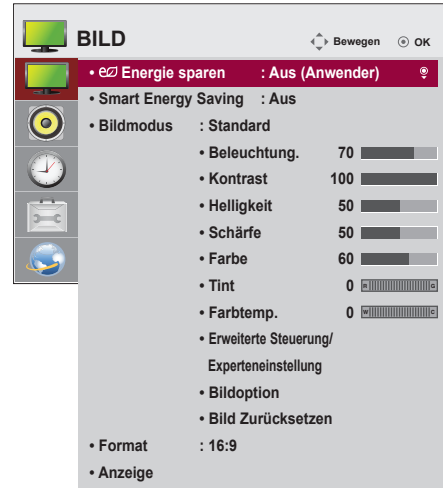 BILD Bewegen OK
• Energie sparen : Aus (Anwender)
• Smart Energy Saving : Aus
• Bildmodus : Standard
• Beleuchtung. 70
• Kontrast 100
• Helligkeit 50
• Schärfe 50
• Farbe 60
• Tint 0 R G
• Farbtemp. 0 W C
• Erweiterte Steuerung/
Experteneinstellung
• Bildoption
• Bild Zurücksetzen
• Format : 16:9
• Anzeige